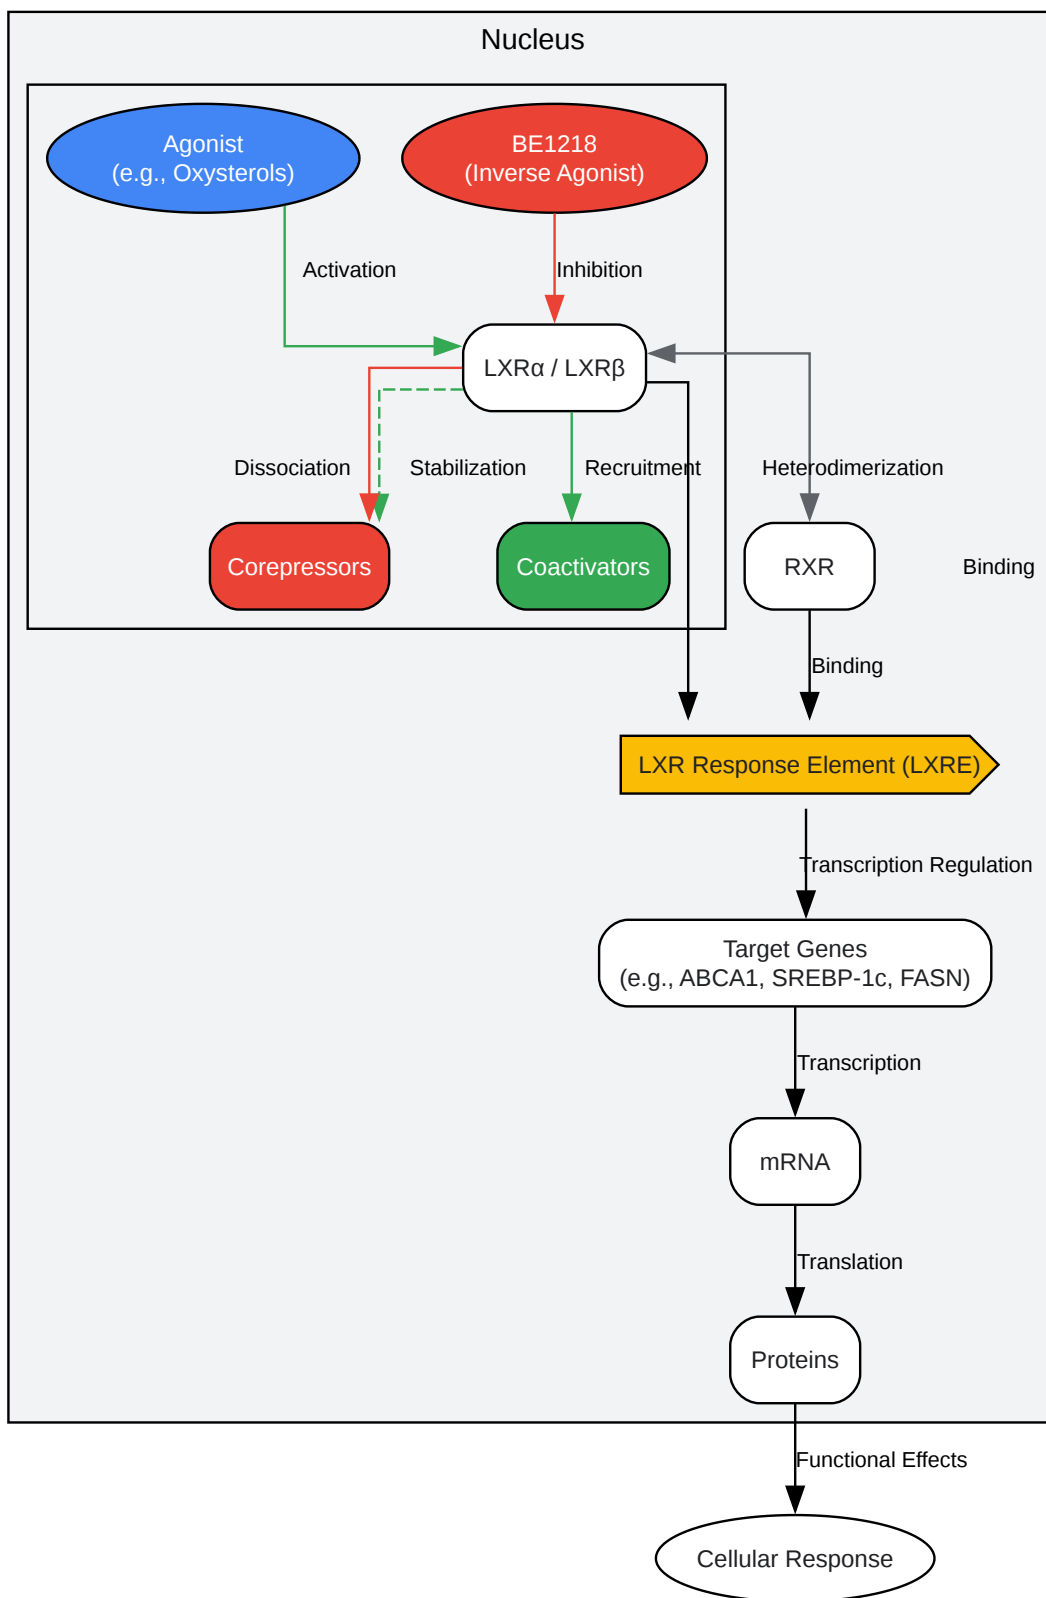 Nucleus
Agonist
(e.g., Oxysterols)
BE1218
(Inverse Agonist)
Activation
Inhibition
LXRα / LXRβ
Dissociation
Stabilization
Recruitment
Heterodimerization
Corepressors
Coactivators
RXR
Binding
Binding
LXR Response Element (LXRE)
Transcription Regulation
Target Genes
(e.g., ABCA1, SREBP-1c, FASN)
Transcription
mRNA
Translation
Proteins
Functional Effects
Cellular Response